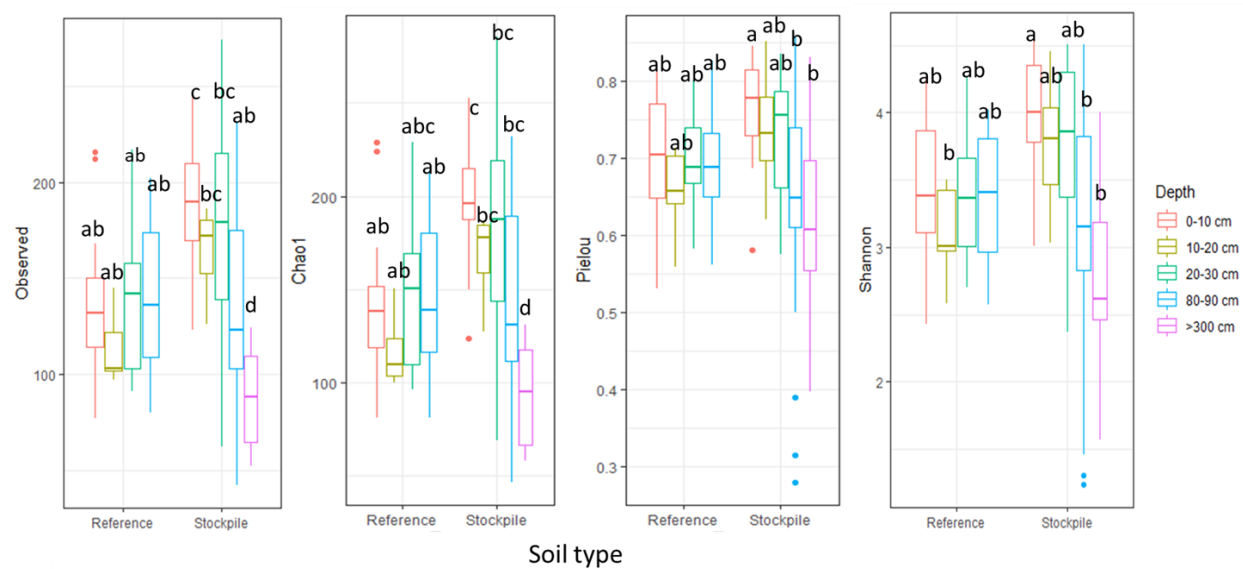 Observed
200
100
ab
ab
ab
ab
c
bc
bc
ab
d
Reference
Stockpile
Chao1
200
100
ab
ab
abc
ab
c
bc
bc
bc
d
Reference
Stockpile
Pielou
0.8
0.7
0.6
0.5
0.4
0.3
ab
ab
ab
ab
a
ab
ab
b
b
Reference
Stockpile
Shannon
4
3
2
ab
b
ab
ab
a
ab
ab
b
b
Reference
Stockpile
Depth
0-10 cm
10-20 cm
20-30 cm
80-90 cm
>300 cm
Soil type